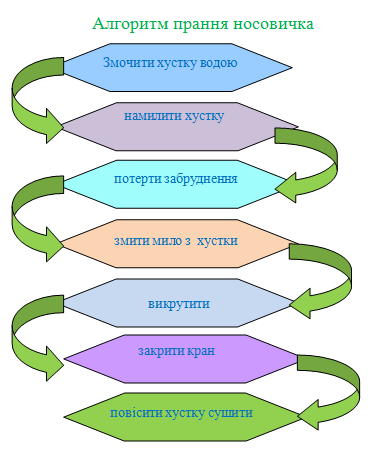 Алгоритм прання носовичка
Змочити хустку водою
намилити хустку
потерти забруднення
змити мило з хустки
викрутити
закрити кран
повісити хустку сушити